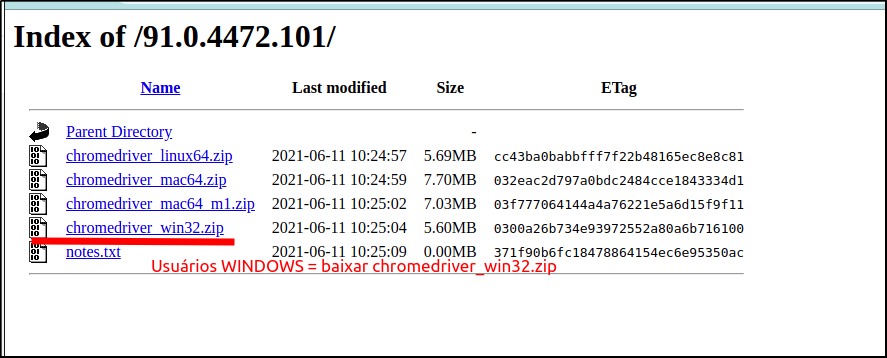 Index of /91.0.4472.101/
Name Last modified Size ETag
Parent Directory -
chromedriver_linux64.zip 2021-06-11 10:24:57 5.69MB cc43ba0babbfff7f22b48165ec8e8c81
chromedriver_mac64.zip 2021-06-11 10:24:59 7.70MB 032eac2d797a0bdc2484cce1843334d1
chromedriver_mac64_m1.zip 2021-06-11 10:25:02 7.03MB 03f777064144a4a76221e5a6d15f9f11
chromedriver_win32.zip 2021-06-11 10:25:04 5.60MB 0300a26b734e93972552a80a6b716100
notes.txt 2021-06-11 10:25:09 0.00MB 371f90b6fc18478864154ec6e95350ac
Usuários WINDOWS = baixar chromedriver_win32.zip